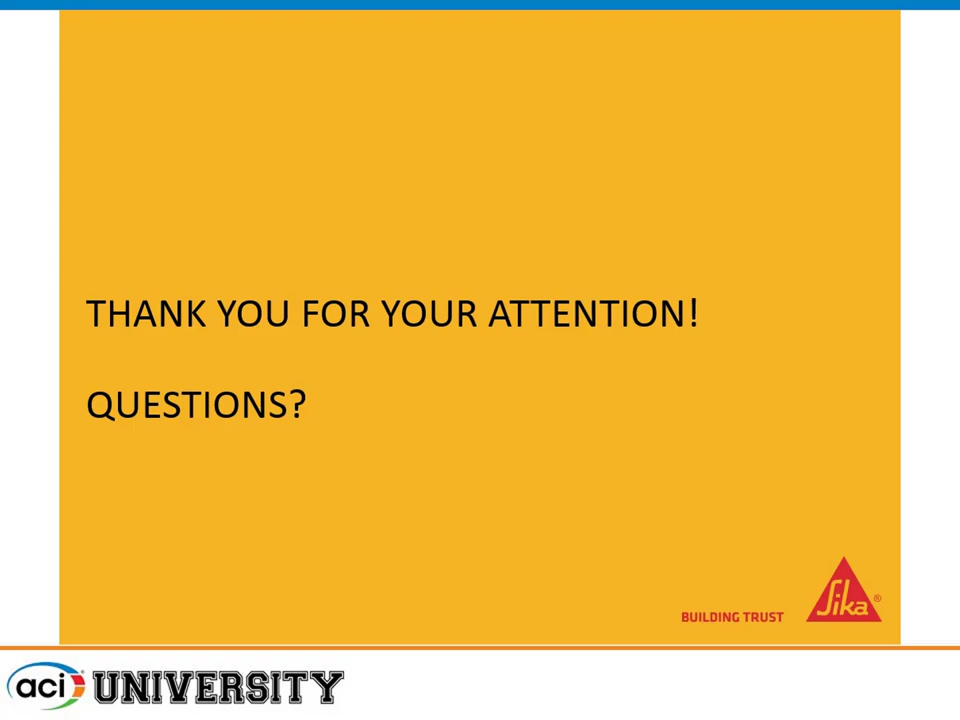 THANK YOU FOR YOUR ATTENTION!
QUESTIONS?
BUILDING TRUST
Sika®
aci UNIVERSITY